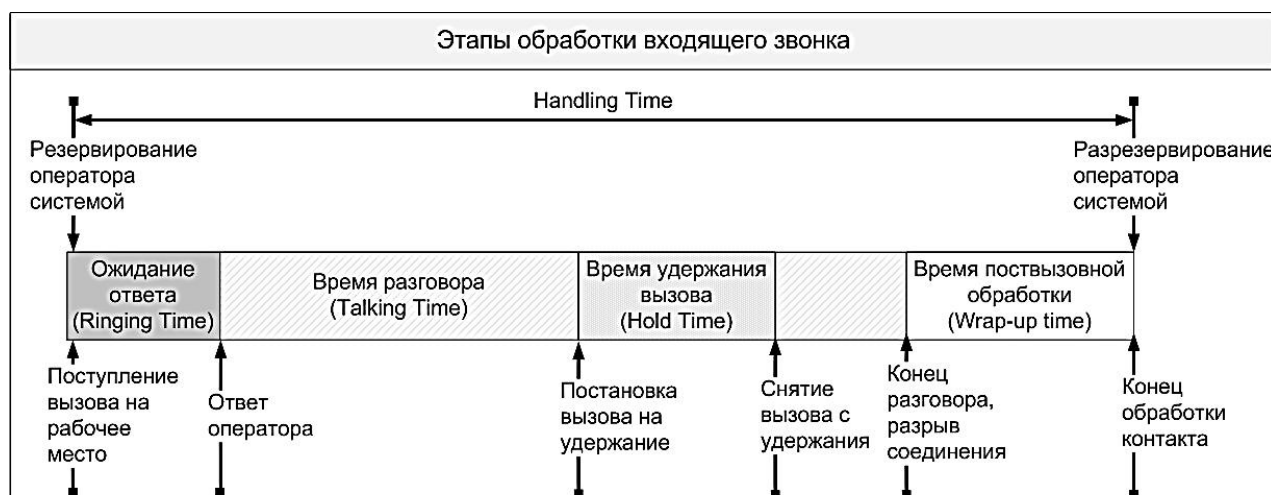 Этапы обработки входящего звонка
Handling Time
Резервирование
оператора
системой
Разрезервирование
оператора
системой
Ожидание
ответа
(Ringing Time)
Время разговора
(Talking Time)
Время удержания
вызова
(Hold Time)
Время поствызовной
обработки
(Wrap-up time)
Поступление
вызова на
рабочее
место
Ответ
оператора
Постановка
вызова на
удержание
Снятие
вызова с
удержания
Конец
разговора,
разрыв
соединения
Конец
обработки
контакта